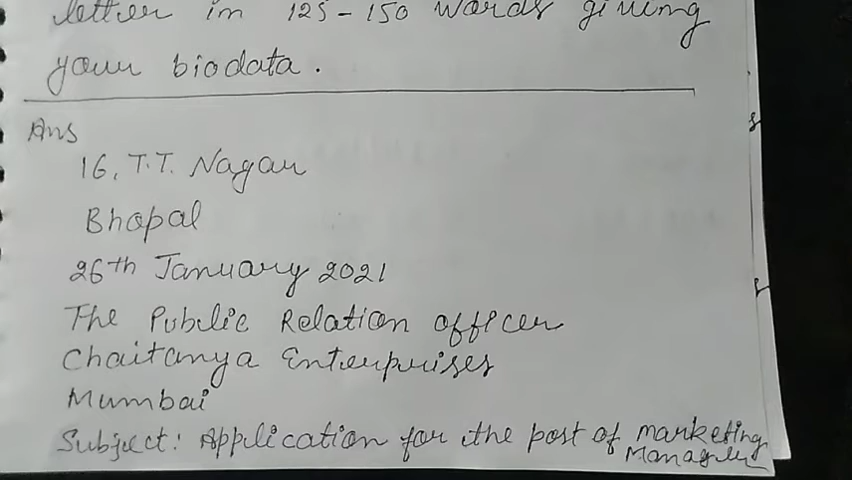 letter in 125-150 words giving
your biodata.
Ans
16, T.T. Nagar
Bhopal
26th January 2021
The Public Relation officer
Chaitanya Enterprises
Mumbai
Subject: Application for the post of marketing
Manager